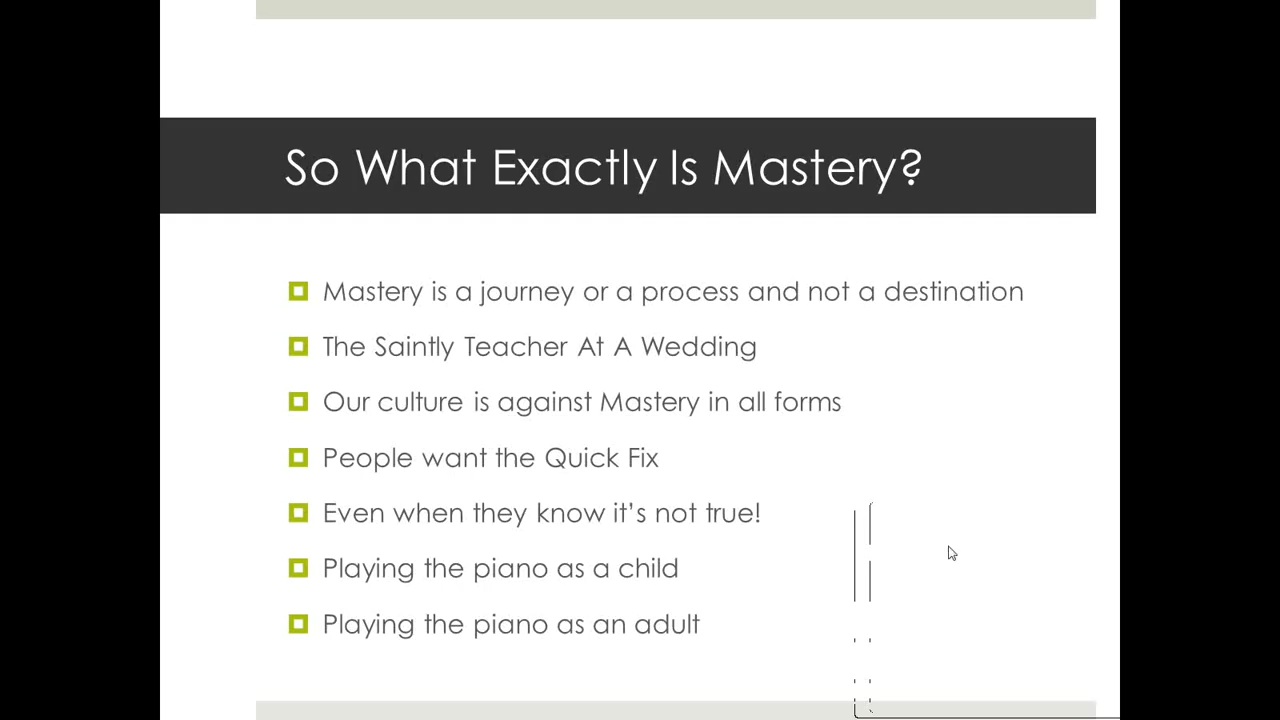 So What Exactly Is Mastery?
Mastery is a journey or a process and not a destination
The Saintly Teacher At A Wedding
Our culture is against Mastery in all forms
People want the Quick Fix
Even when they know it’s not true!
Playing the piano as a child
Playing the piano as an adult